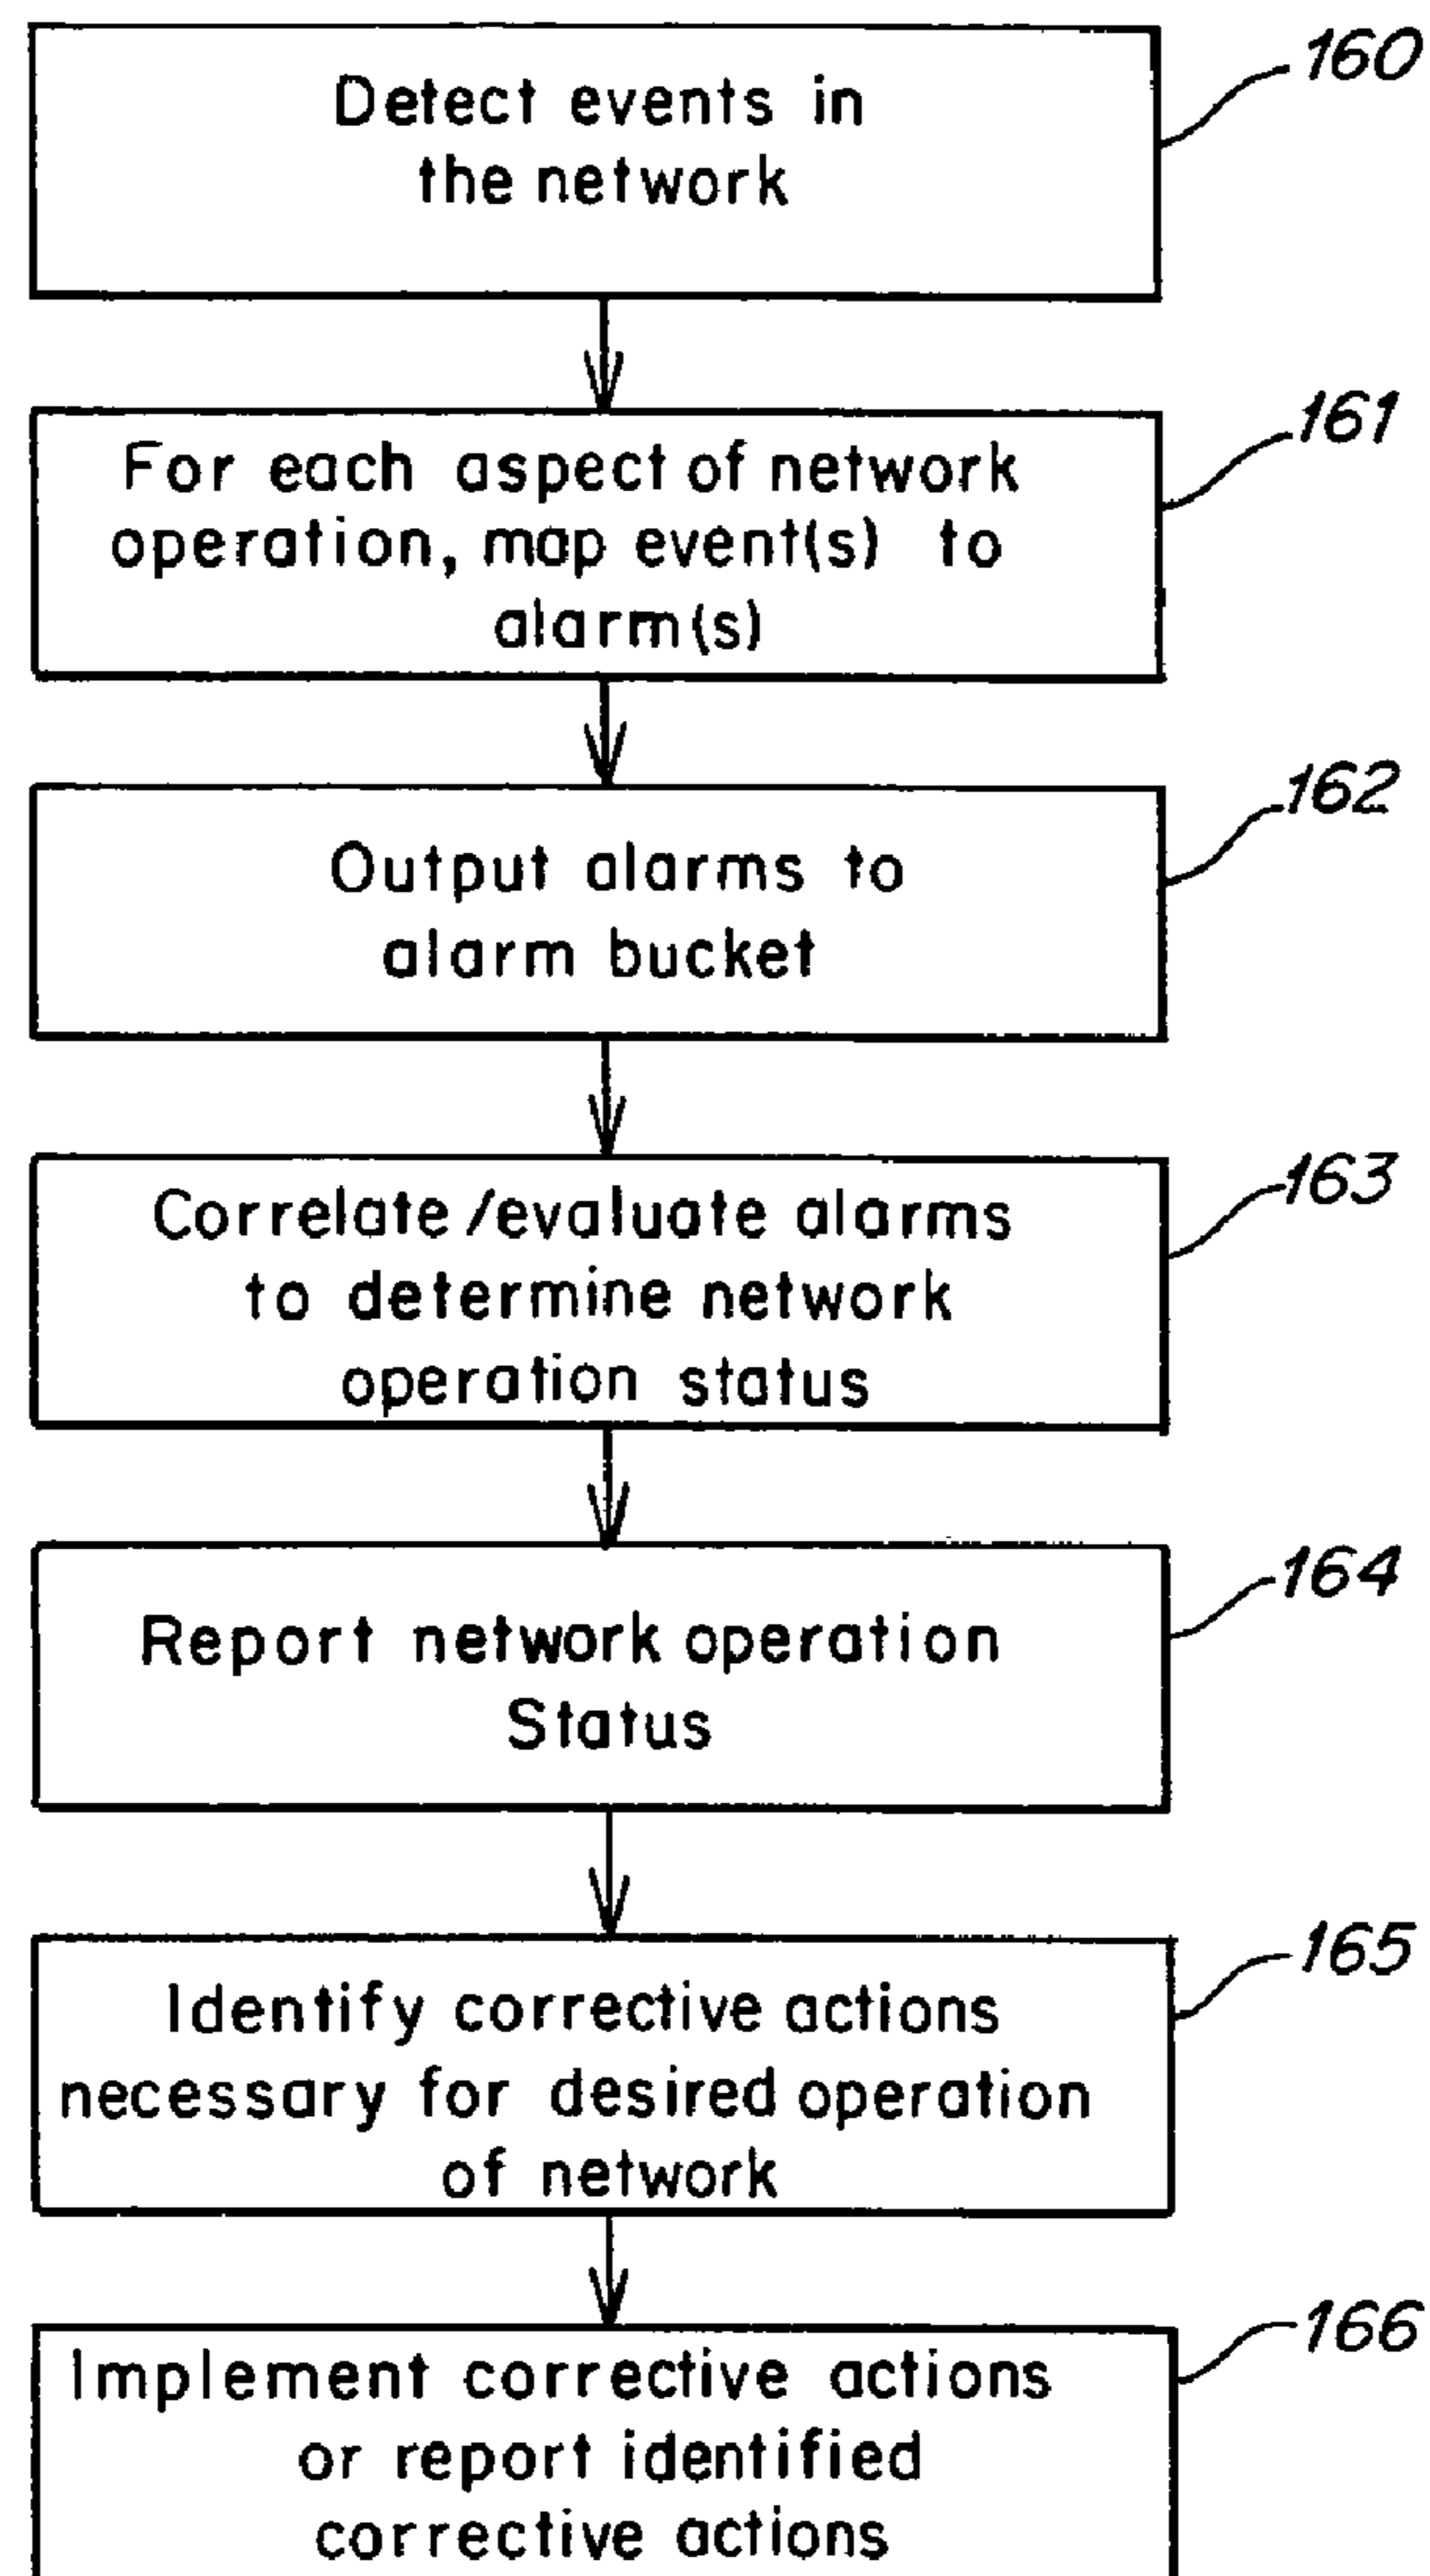 Detect events in
the network
160
For each aspect of network
operation, map event(s) to
alarm(s)
161
Output alarms to
alarm bucket
162
Correlate/evaluate alarms
to determine network
operation status
163
Report network operation
Status
164
Identify corrective actions
necessary for desired operation
of network
165
Implement corrective actions
or report identified
corrective actions
166